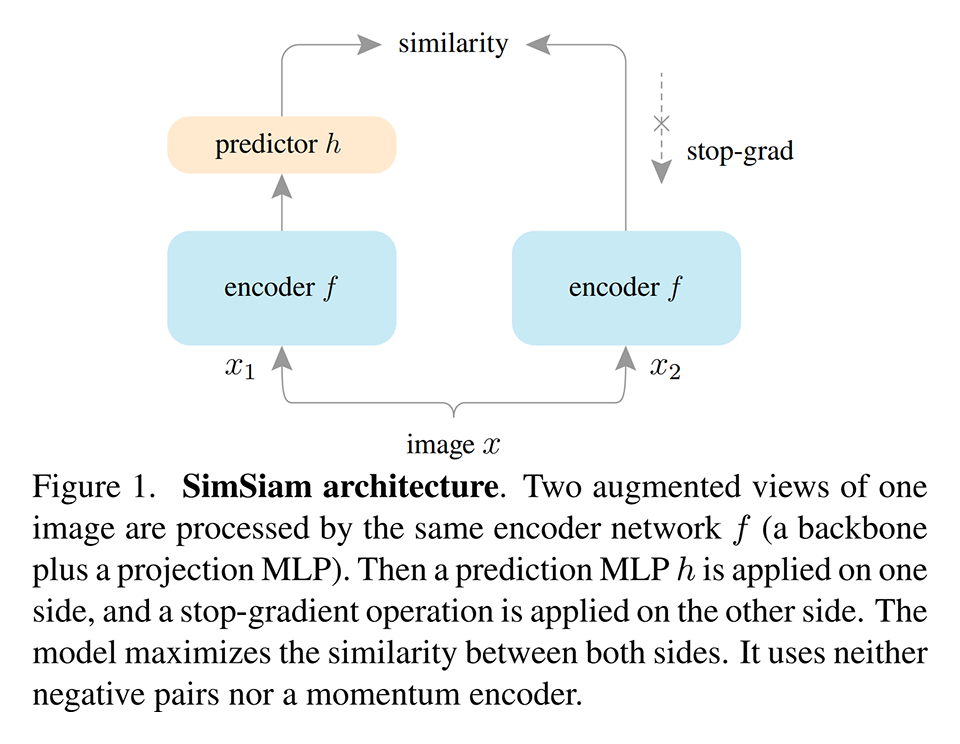 similarity
predictor h
stop-grad
encoder f
encoder f
x₁
x₂
image x
Figure 1. SimSiam architecture. Two augmented views of one
image are processed by the same encoder network f (a backbone
plus a projection MLP). Then a prediction MLP h is applied on one
side, and a stop-gradient operation is applied on the other side. The
model maximizes the similarity between both sides. It uses neither
negative pairs nor a momentum encoder.